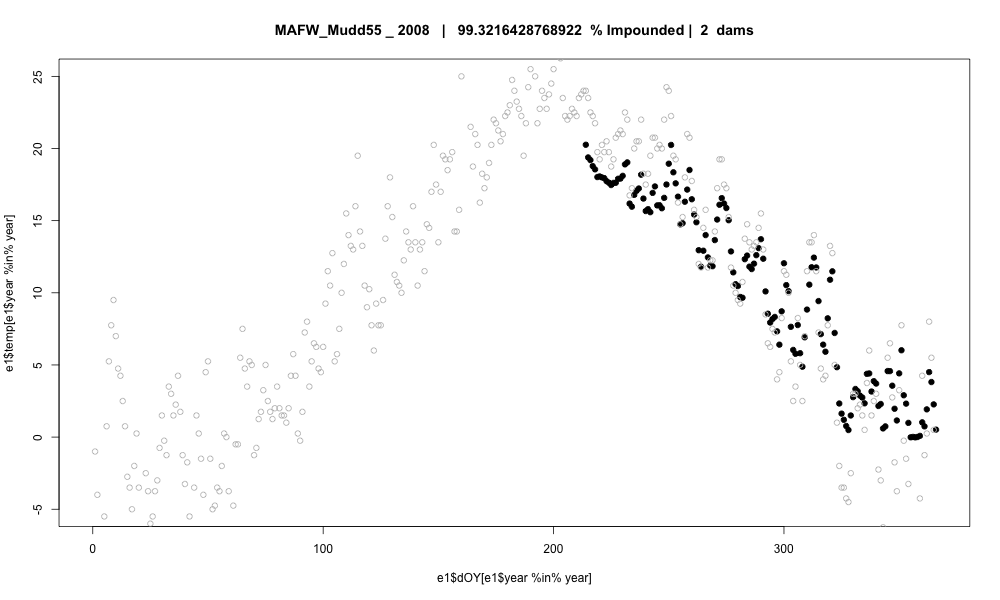 MAFW_Mudd55 _ 2008 | 99.3216428768922 % Impounded | 2 dams
25
20
15
10
5
0
-5
e1$temp[e1$year %in% year]
0 100 200 300
e1$dOY[e1$year %in% year]